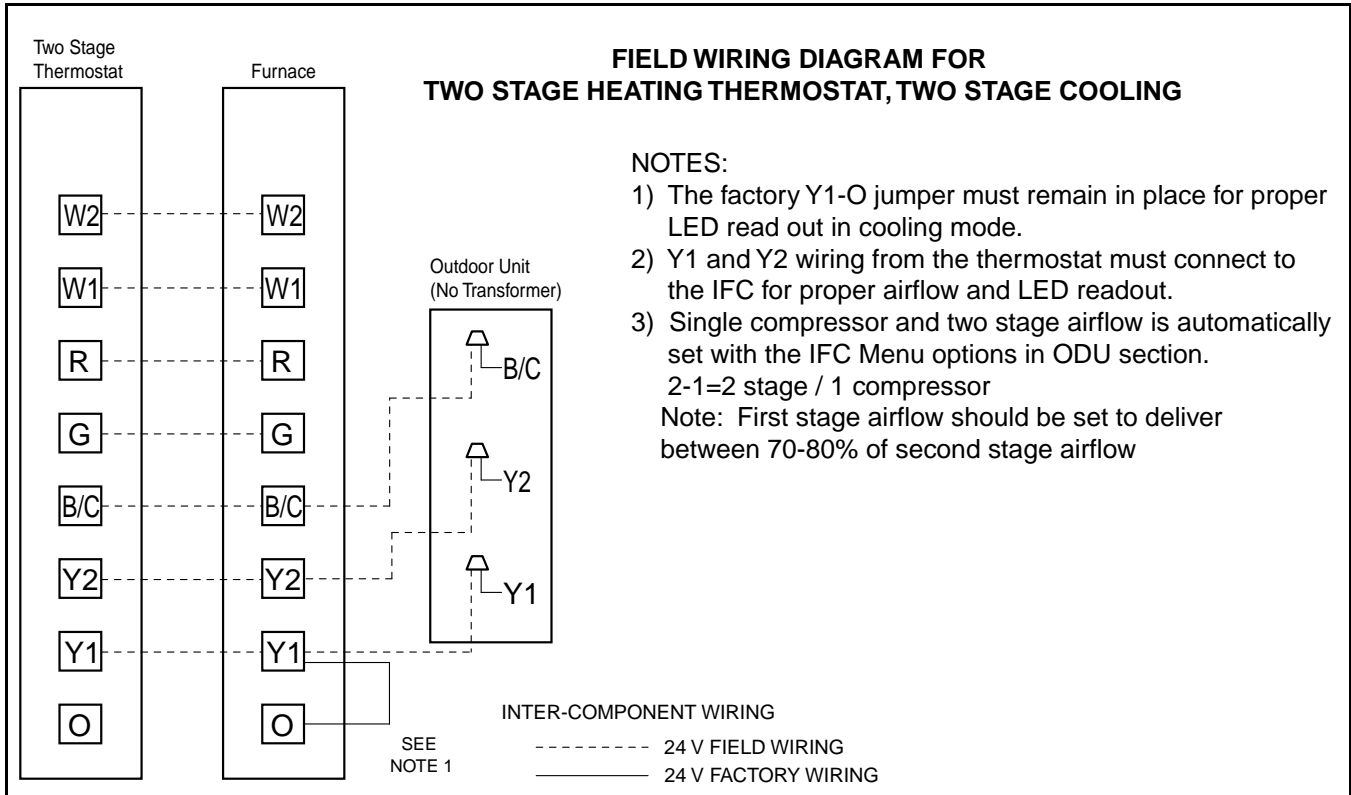 Two Stage
Thermostat
Furnace
FIELD WIRING DIAGRAM FOR
TWO STAGE HEATING THERMOSTAT, TWO STAGE COOLING
NOTES:
1) The factory Y1-O jumper must remain in place for proper
LED read out in cooling mode.
2) Y1 and Y2 wiring from the thermostat must connect to
the IFC for proper airflow and LED readout.
3) Single compressor and two stage airflow is automatically
set with the IFC Menu options in ODU section.
2-1=2 stage / 1 compressor
Note: First stage airflow should be set to deliver
between 70-80% of second stage airflow
W2
W1
R
G
B/C
Y2
Y1
O
W2
W1
R
G
B/C
Y2
Y1
O
Outdoor Unit
(No Transformer)
B/C
Y2
Y1
SEE
NOTE 1
INTER-COMPONENT WIRING
24 V FIELD WIRING
24 V FACTORY WIRING